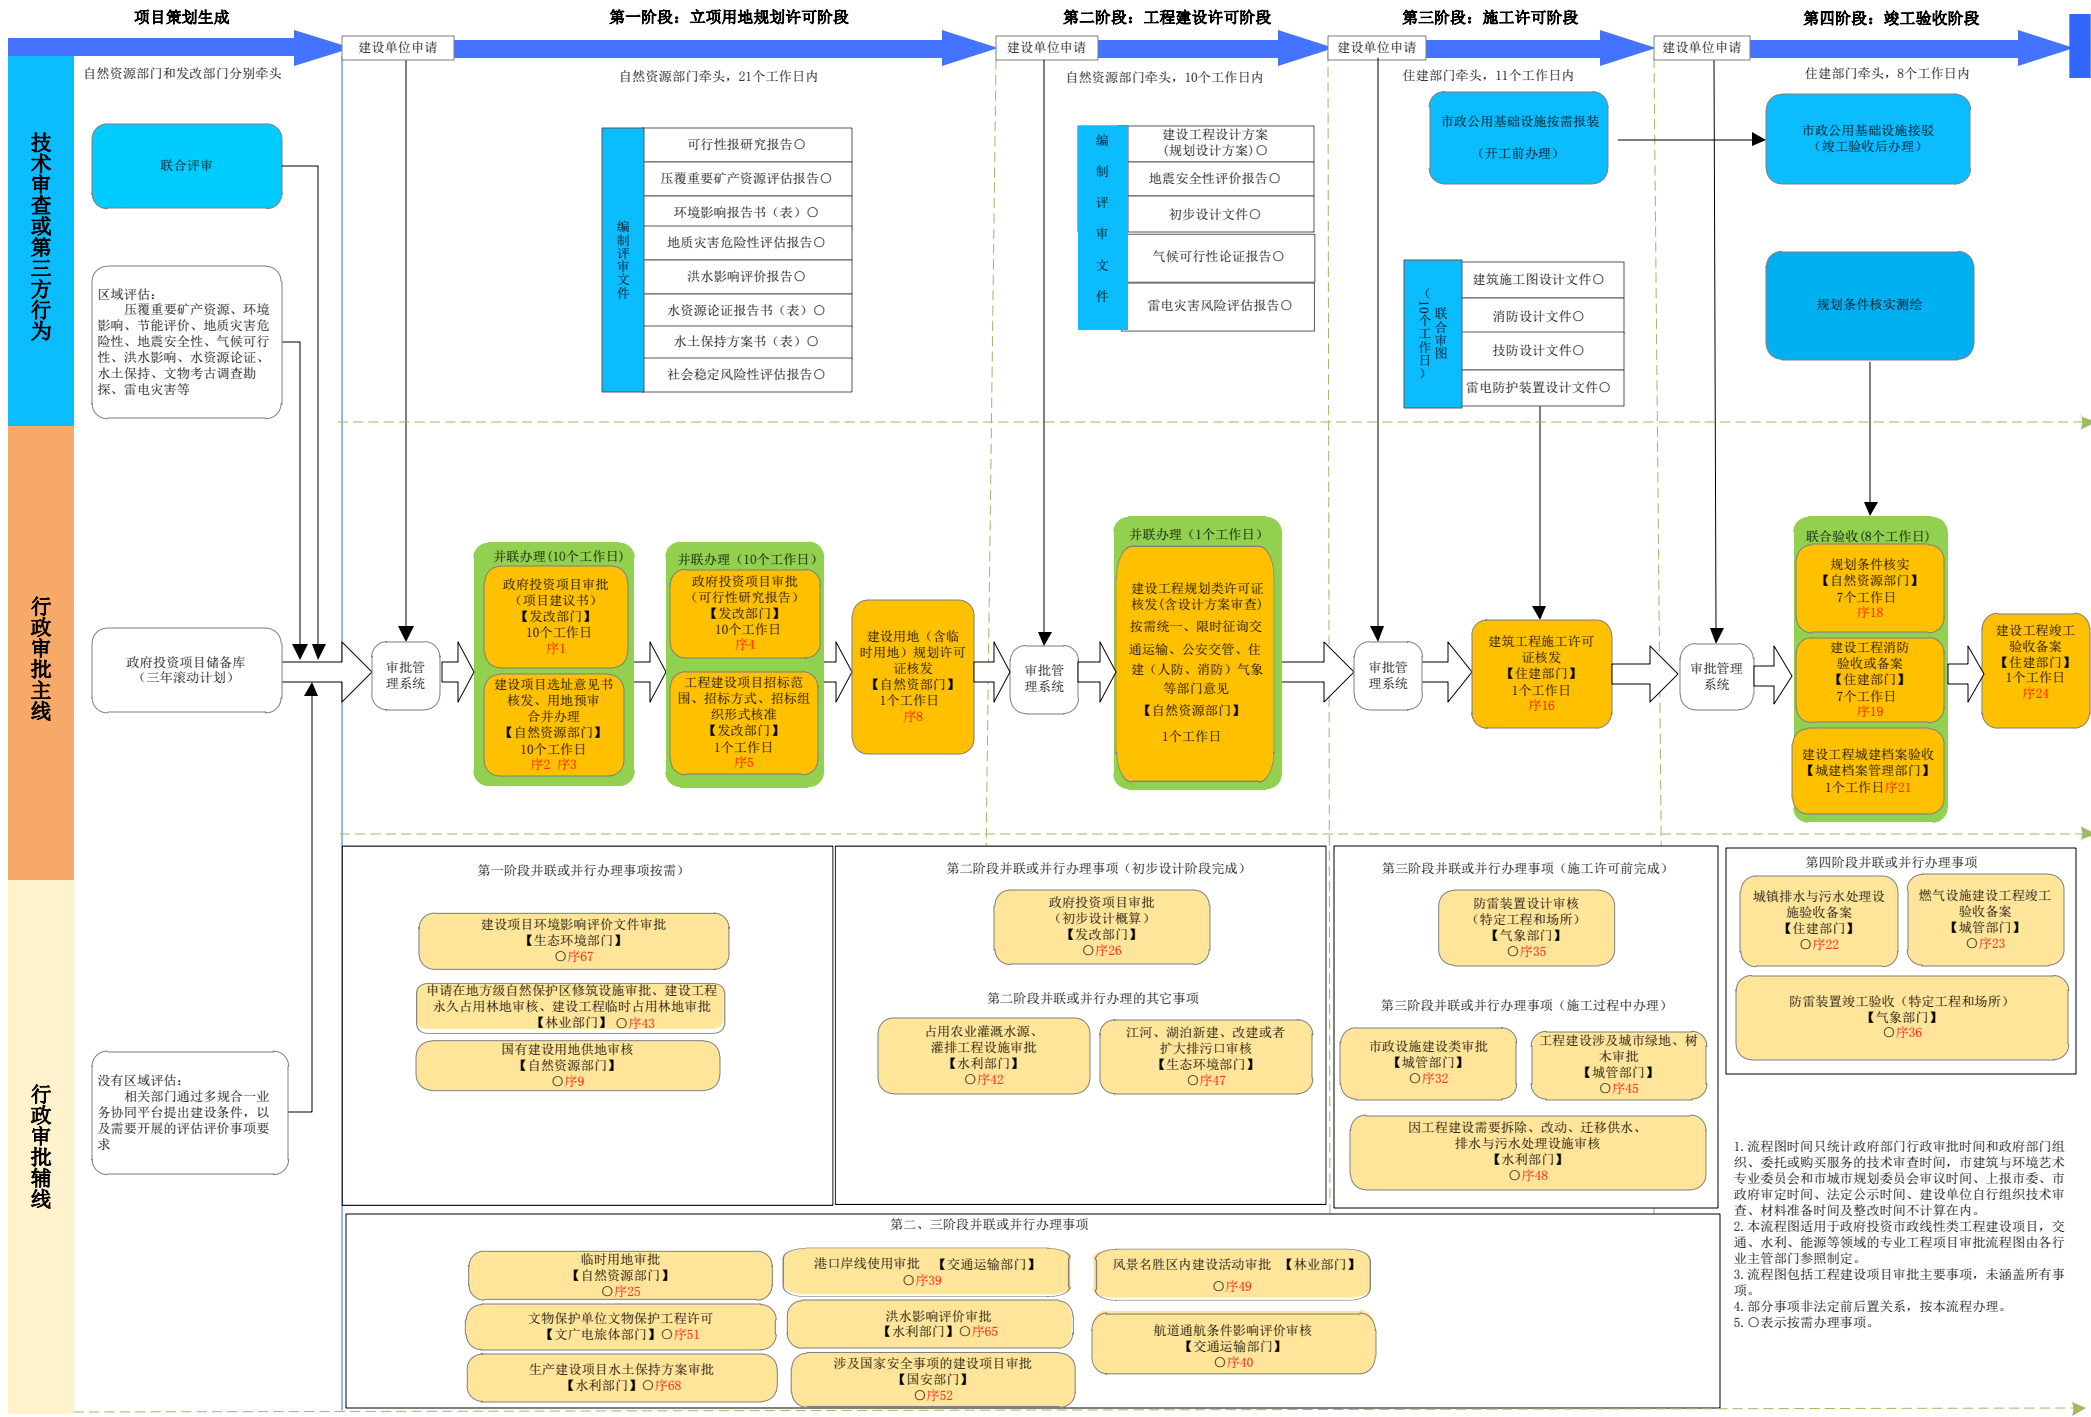 项目策划生成
第一阶段：立项用地规划许可阶段
第二阶段：工程建设许可阶段
第三阶段：施工许可阶段
第四阶段：竣工验收阶段
建设单位申请
建设单位申请
建设单位申请
建设单位申请
自然资源部门和发改部门分别牵头
自然资源部门牵头，21个工作日内
自然资源部门牵头，10个工作日内
住建部门牵头，11个工作日内
住建部门牵头，8个工作日内
技术审查或第三方行为
联合评审
区域评估：
压覆重要矿产资源、环境
影响、节能评价、地质灾害危
险性、地震安全性、气候可行
性、洪水影响、水资源论证、
水土保持、文物考古调查勘
探、雷电灾害等
编制评审文件
可行性报研究报告〇
压覆重要矿产资源评估报告〇
环境影响报告书（表）〇
地质灾害危险性评估报告〇
洪水影响评价报告〇
水资源论证报告书（表）〇
水土保持方案书（表）〇
社会稳定风险性评估报告〇
编制评审文件
建设工程设计方案
(规划设计方案)〇
地震安全性评价报告〇
初步设计文件〇
气候可行性论证报告〇
雷电灾害风险评估报告〇
市政公用基础设施按需报装
（开工前办理）
联合审图
（10个工作日）
建筑施工图设计文件〇
消防设计文件〇
技防设计文件〇
雷电防护装置设计文件〇
市政公用基础设施接驳
（竣工验收后办理）
规划条件核实测绘
行政审批主线
政府投资项目储备库
（三年滚动计划）
审批管
理系统
并联办理(10个工作日)
政府投资项目审批
（项目建议书）
【发改部门】
10个工作日
序1
建设项目选址意见书
核发、用地预审
合并办理
【自然资源部门】
10个工作日
序2 序3
并联办理（10个工作日）
政府投资项目审批
（可行性研究报告）
【发改部门】
10个工作日
序4
工程建设项目招标范
围、招标方式、招标组
织形式核准
【发改部门】
1个工作日
序5
建设用地（含临
时用地）规划许可
证核发
【自然资源部门】
1个工作日
序8
审批管
理系统
并联办理（1个工作日）
建设工程规划类许可证
核发(含设计方案审查)
按需统一、限时征询交
通运输、公安交管、住
建（人防、消防）气象
等部门意见
【自然资源部门】
1个工作日
审批管
理系统
建筑工程施工许可
证核发
【住建部门】
1个工作日
序16
审批管理
系统
联合验收(8个工作日)
规划条件核实
【自然资源部门】
7个工作日
序18
建设工程消防
验收或备案
【住建部门】
7个工作日
序19
建设工程城建档案验收
【城建档案管理部门】
1个工作日序21
建设工程竣工
验收备案
【住建部门】
1个工作日
序24
行政审批辅线
没有区域评估：
相关部门通过多规合一业
务协同平台提出建设条件，以
及需要开展的评估评价事项要
求
第一阶段并联或并行办理事项按需）
建设项目环境影响评价文件审批
【生态环境部门】
〇序67
申请在地方级自然保护区修筑设施审批、建设工程
永久占用林地审核、建设工程临时占用林地审批
【林业部门】 〇序43
国有建设用地供地审核
【自然资源部门】
〇序9
第二阶段并联或并行办理事项（初步设计阶段完成）
政府投资项目审批
（初步设计概算）
【发改部门】
〇序26
第二阶段并联或并行办理的其它事项
占用农业灌溉水源、
灌排工程设施审批
【水利部门】
〇序42
江河、湖泊新建、改建或者
扩大排污口审核
【生态环境部门】
〇序47
第三阶段并联或并行办理事项（施工许可前完成）
防雷装置设计审核
（特定工程和场所）
【气象部门】
〇序35
第三阶段并联或并行办理事项（施工过程中办理）
市政设施建设类审批
【城管部门】
〇序32
工程建设涉及城市绿地、树
木审批
【城管部门】
〇序45
因工程建设需要拆除、改动、迁移供水、
排水与污水处理设施审核
【水利部门】
〇序48
第四阶段并联或并行办理事项
城镇排水与污水处理设
施验收备案
【住建部门】
〇序22
燃气设施建设工程竣工
验收备案
【城管部门】
〇序23
防雷装置竣工验收（特定工程和场所）
【气象部门】
〇序36
第二、三阶段并联或并行办理事项
临时用地审批
【自然资源部门】
〇序25
文物保护单位文物保护工程许可
【文广电旅体部门】〇序51
生产建设项目水土保持方案审批
【水利部门】〇序68
港口岸线使用审批 【交通运输部门】
〇序39
洪水影响评价审批
【水利部门】〇序65
涉及国家安全事项的建设项目审批
【国安部门】
〇序52
风景名胜区内建设活动审批 【林业部门】
〇序49
航道通航条件影响评价审核
【交通运输部门】
〇序40
1.流程图时间只统计政府部门行政审批时间和政府部门组
织、委托或购买服务的技术审查时间，市建筑与环境艺术
专业委员会和市城市规划委员会审议时间、上报市委、市
政府审定时间、法定公示时间、建设单位自行组织技术审
查、材料准备时间及整改时间不计算在内。
2.本流程图适用于政府投资市政线性类工程建设项目，交
通、水利、能源等领域的专业工程项目审批流程图由各行
业主管部门参照制定。
3.流程图包括工程建设项目审批主要事项，未涵盖所有事
项。
4.部分事项非法定前后置关系，按本流程办理。
5.〇表示按需办理事项。